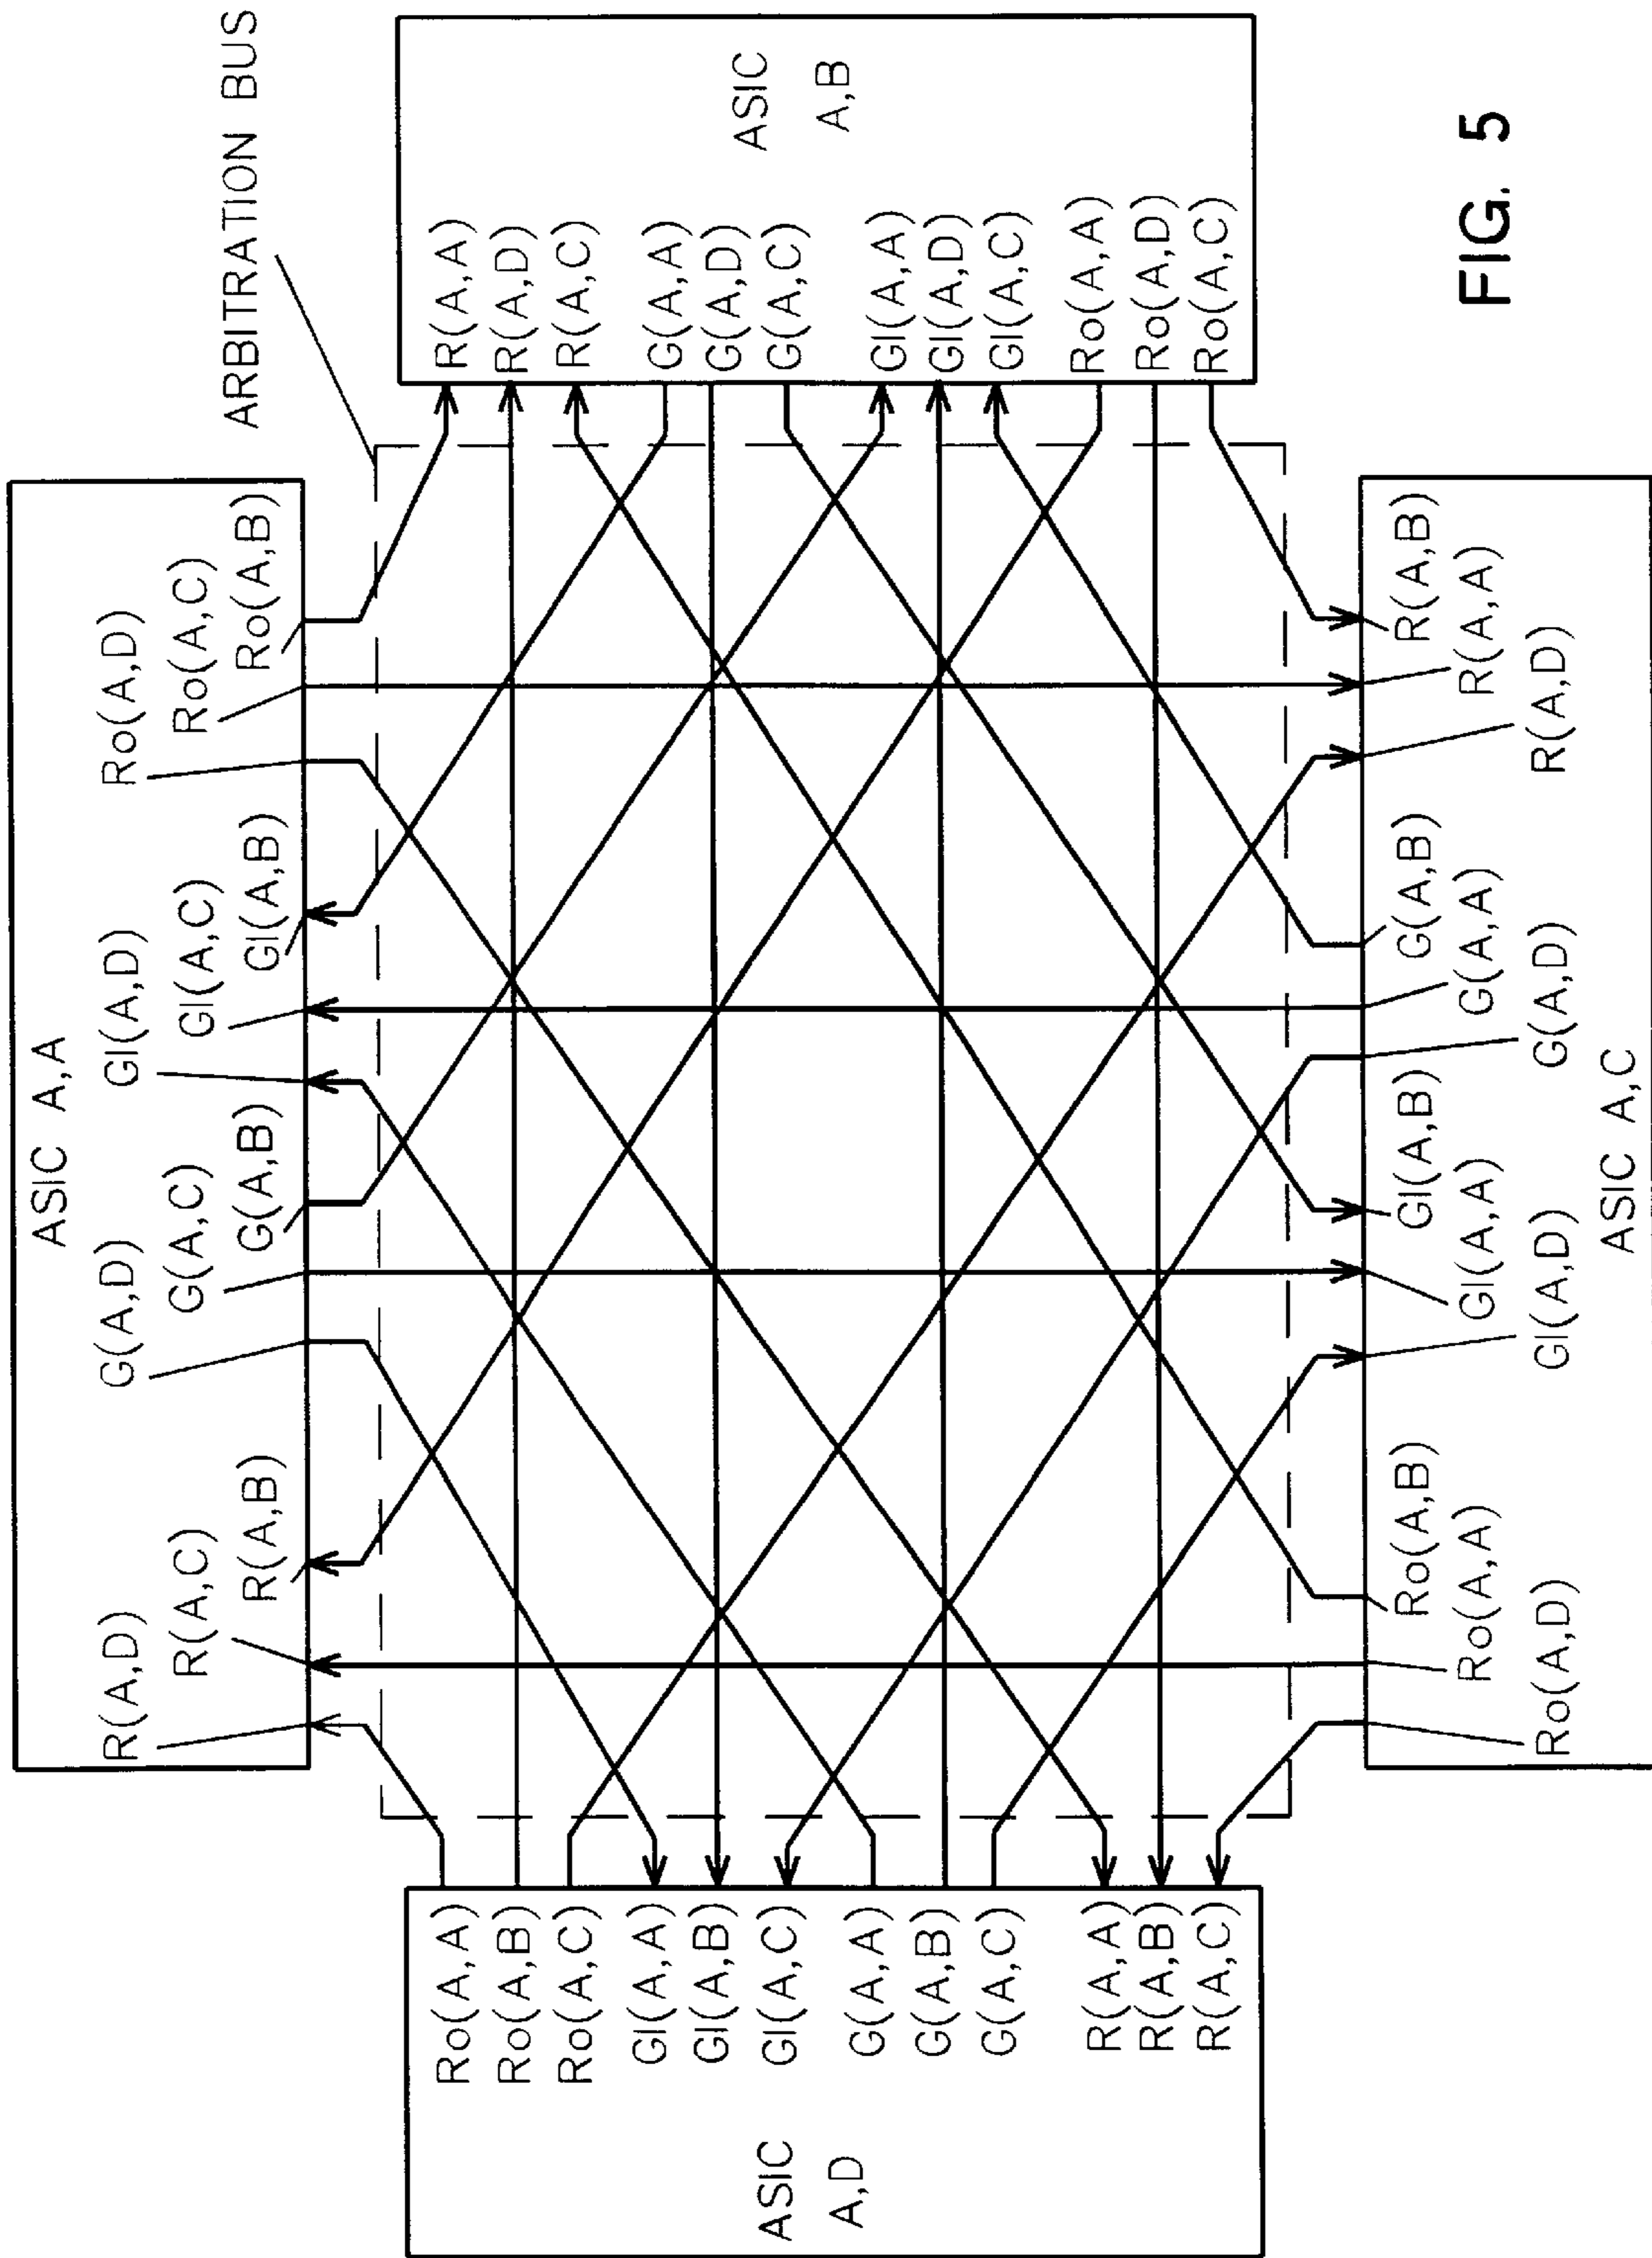 ARBITRATION BUS
ASIC A,A
R(A,D)
R(A,C)
R(A,B)
G(A,D)
G(A,C)
G(A,B)
GI(A,D)
GI(A,C)
GI(A,B)
Ro(A,D)
Ro(A,C)
Ro(A,B)
ASIC
A,D
Ro(A,A)
Ro(A,B)
Ro(A,C)
GI(A,A)
GI(A,B)
GI(A,C)
G(A,A)
G(A,B)
G(A,C)
R(A,A)
R(A,B)
R(A,C)
ASIC
A,B
R(A,A)
R(A,D)
R(A,C)
G(A,A)
G(A,D)
G(A,C)
GI(A,A)
GI(A,D)
GI(A,C)
Ro(A,A)
Ro(A,D)
Ro(A,C)
Ro(A,B)
Ro(A,A)
Ro(A,D)
GI(A,B)
GI(A,A)
GI(A,D)
G(A,B)
G(A,A)
G(A,D)
R(A,B)
R(A,A)
R(A,D)
ASIC A,C
FIG. 5